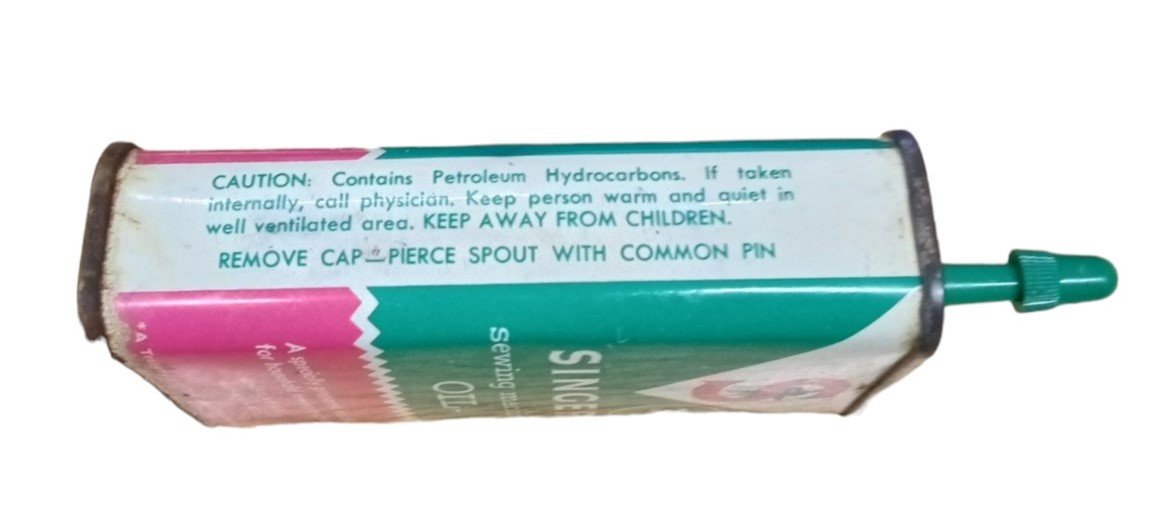 CAUTION: Contains Petroleum Hydrocarbons. If taken
internally, call physician. Keep person warm and quiet in
well ventilated area. KEEP AWAY FROM CHILDREN.
REMOVE CAP—PIERCE SPOUT WITH COMMON PIN
SINGE
sewing
OIL
A
for
*A